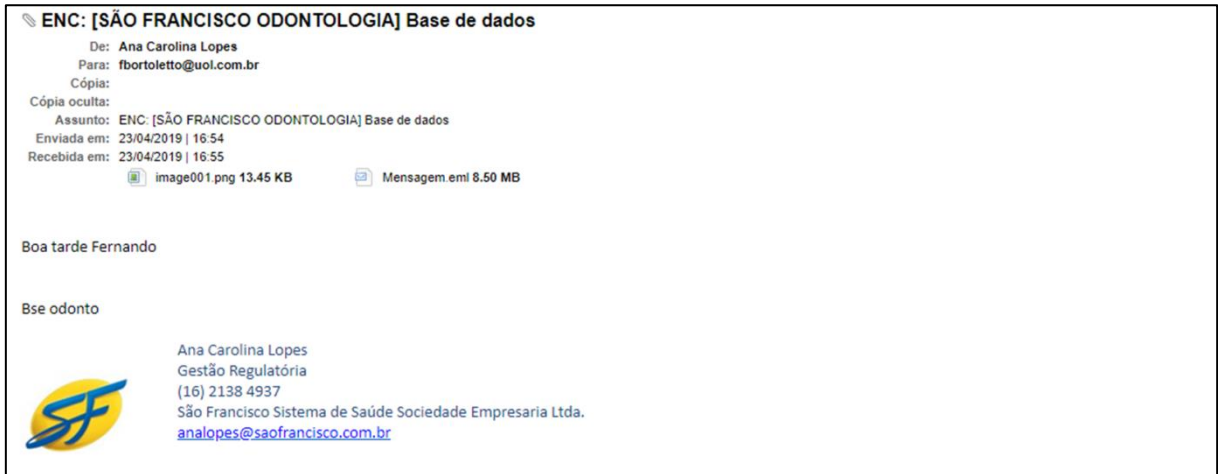 ENC: [SÃO FRANCISCO ODONTOLOGIA] Base de dados
De: Ana Carolina Lopes
Para: fbortoletto@uol.com.br
Cópia:
Cópia oculta:
Assunto: ENC: [SÃO FRANCISCO ODONTOLOGIA] Base de dados
Enviada em: 23/04/2019 | 16:54
Recebida em: 23/04/2019 | 16:55
image001.png 13.45 KB Mensagem.eml 8.50 MB
Boa tarde Fernando
Bse odonto
Ana Carolina Lopes
Gestão Regulatória
(16) 2138 4937
São Francisco Sistema de Saúde Sociedade Empresaria Ltda.
analopes@saofrancisco.com.br
SF